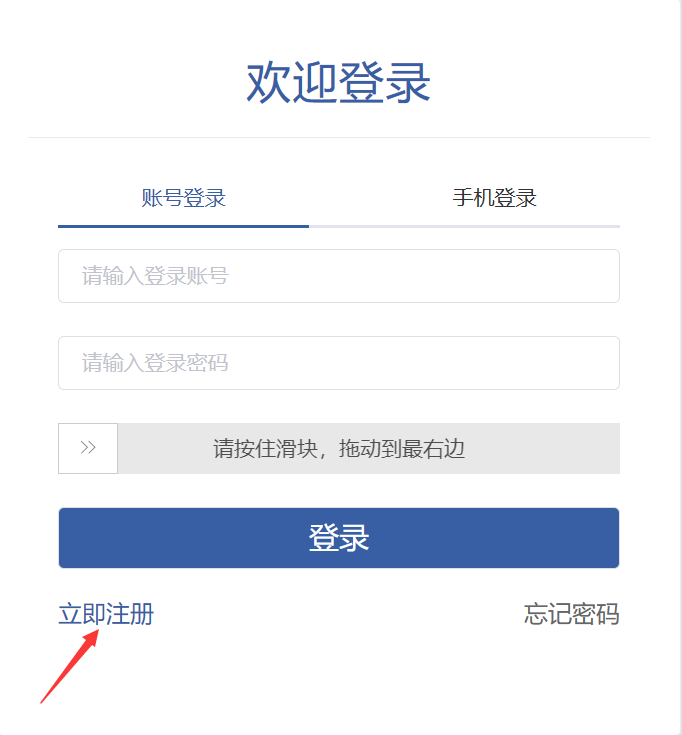 欢迎登录
账号登录
手机登录
请输入登录账号
请输入登录密码
请按住滑块，拖动到最右边
登录
立即注册
忘记密码